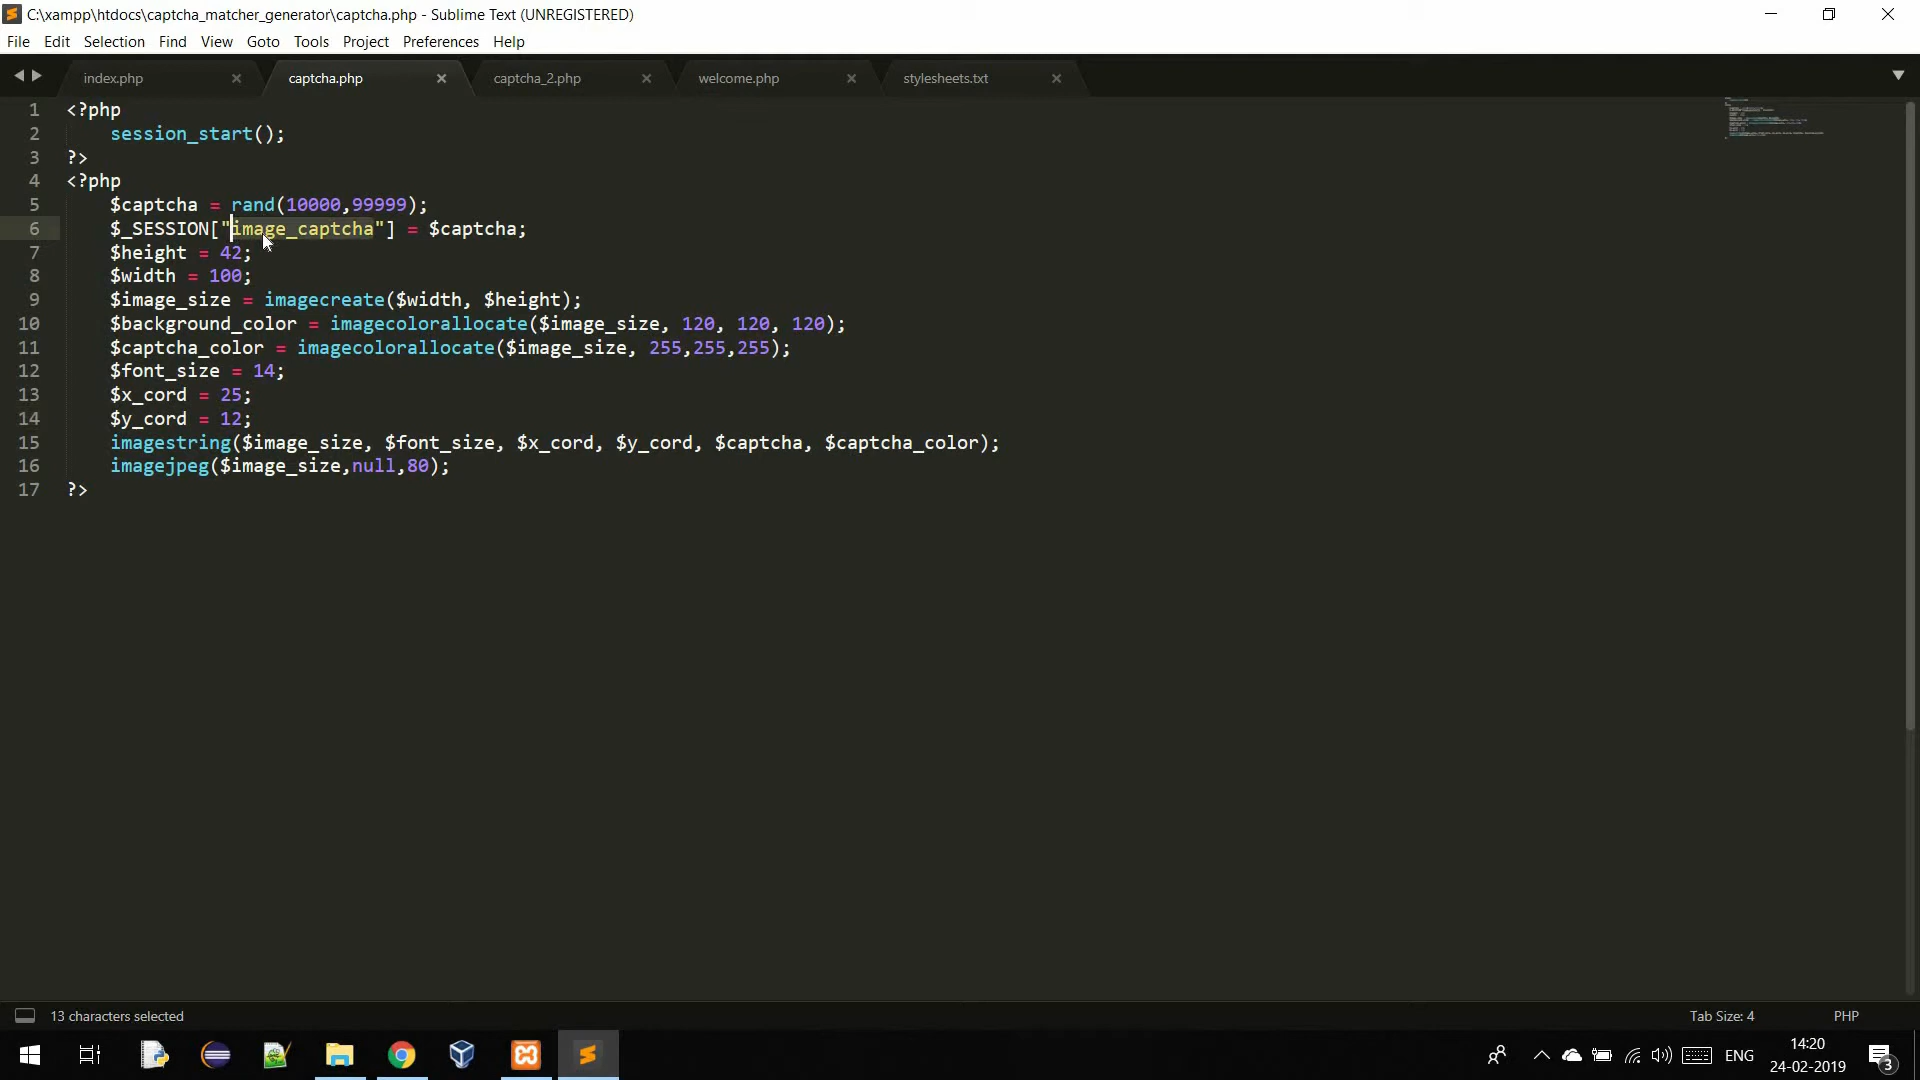 C:\xampp\htdocs\captcha_matcher_generator\captcha.php - Sublime Text (UNREGISTERED)
File Edit Selection Find View Goto Tools Project Preferences Help
index.php captcha.php captcha_2.php welcome.php stylesheets.txt
1 <?php
2 session_start();
3 ?>
4 <?php
5 $captcha = rand(10000,99999);
6 $_SESSION["image_captcha"] = $captcha;
7 $height = 42;
8 $width = 100;
9 $image_size = imagecreate($width, $height);
10 $background_color = imagecolorallocate($image_size, 120, 120, 120);
11 $captcha_color = imagecolorallocate($image_size, 255,255,255);
12 $font_size = 14;
13 $x_cord = 25;
14 $y_cord = 12;
15 imagestring($image_size, $font_size, $x_cord, $y_cord, $captcha, $captcha_color);
16 imagejpeg($image_size,null,80);
17 ?>
13 characters selected Tab Size: 4 PHP
ENG 14:20
24-02-2019 3